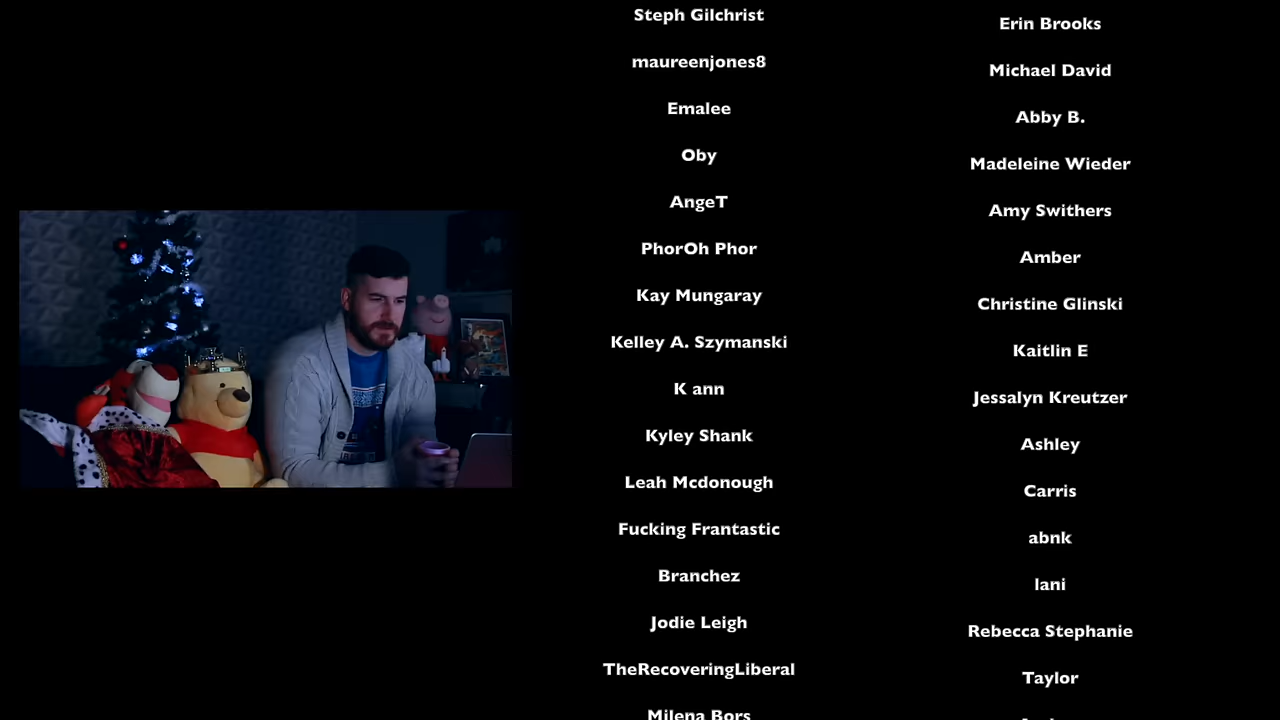 Steph Gilchrist
maureenjones8
Emalee
Oby
AngeT
PhorOh Phor
Kay Mungaray
Kelley A. Szymanski
K ann
Kyley Shank
Leah Mcdonough
Fucking Frantastic
Branchez
Jodie Leigh
TheRecoveringLiberal
Milena Bors
Erin Brooks
Michael David
Abby B.
Madeleine Wieder
Amy Swithers
Amber
Christine Glinski
Kaitlin E
Jessalyn Kreutzer
Ashley
Carris
abnk
lani
Rebecca Stephanie
Taylor